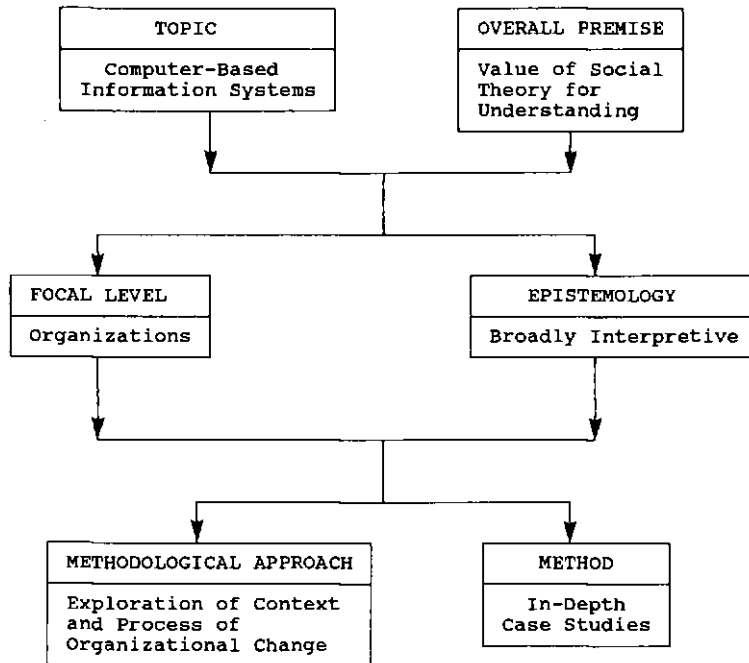 TOPIC
Computer-Based
Information Systems
OVERALL PREMISE
Value of Social
Theory for
Understanding
FOCAL LEVEL
Organizations
EPISTEMOLOGY
Broadly Interpretive
METHODOLOGICAL APPROACH
Exploration of Context
and Process of
Organizational Change
METHOD
In-Depth
Case Studies